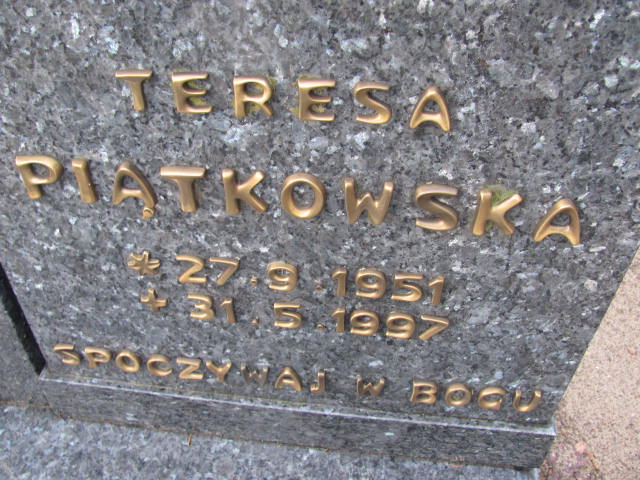 TERESA
PIĄTKOWSKA
* 27.9.1951
+ 31.5.1997
SPOCZYWAJ W BOGU